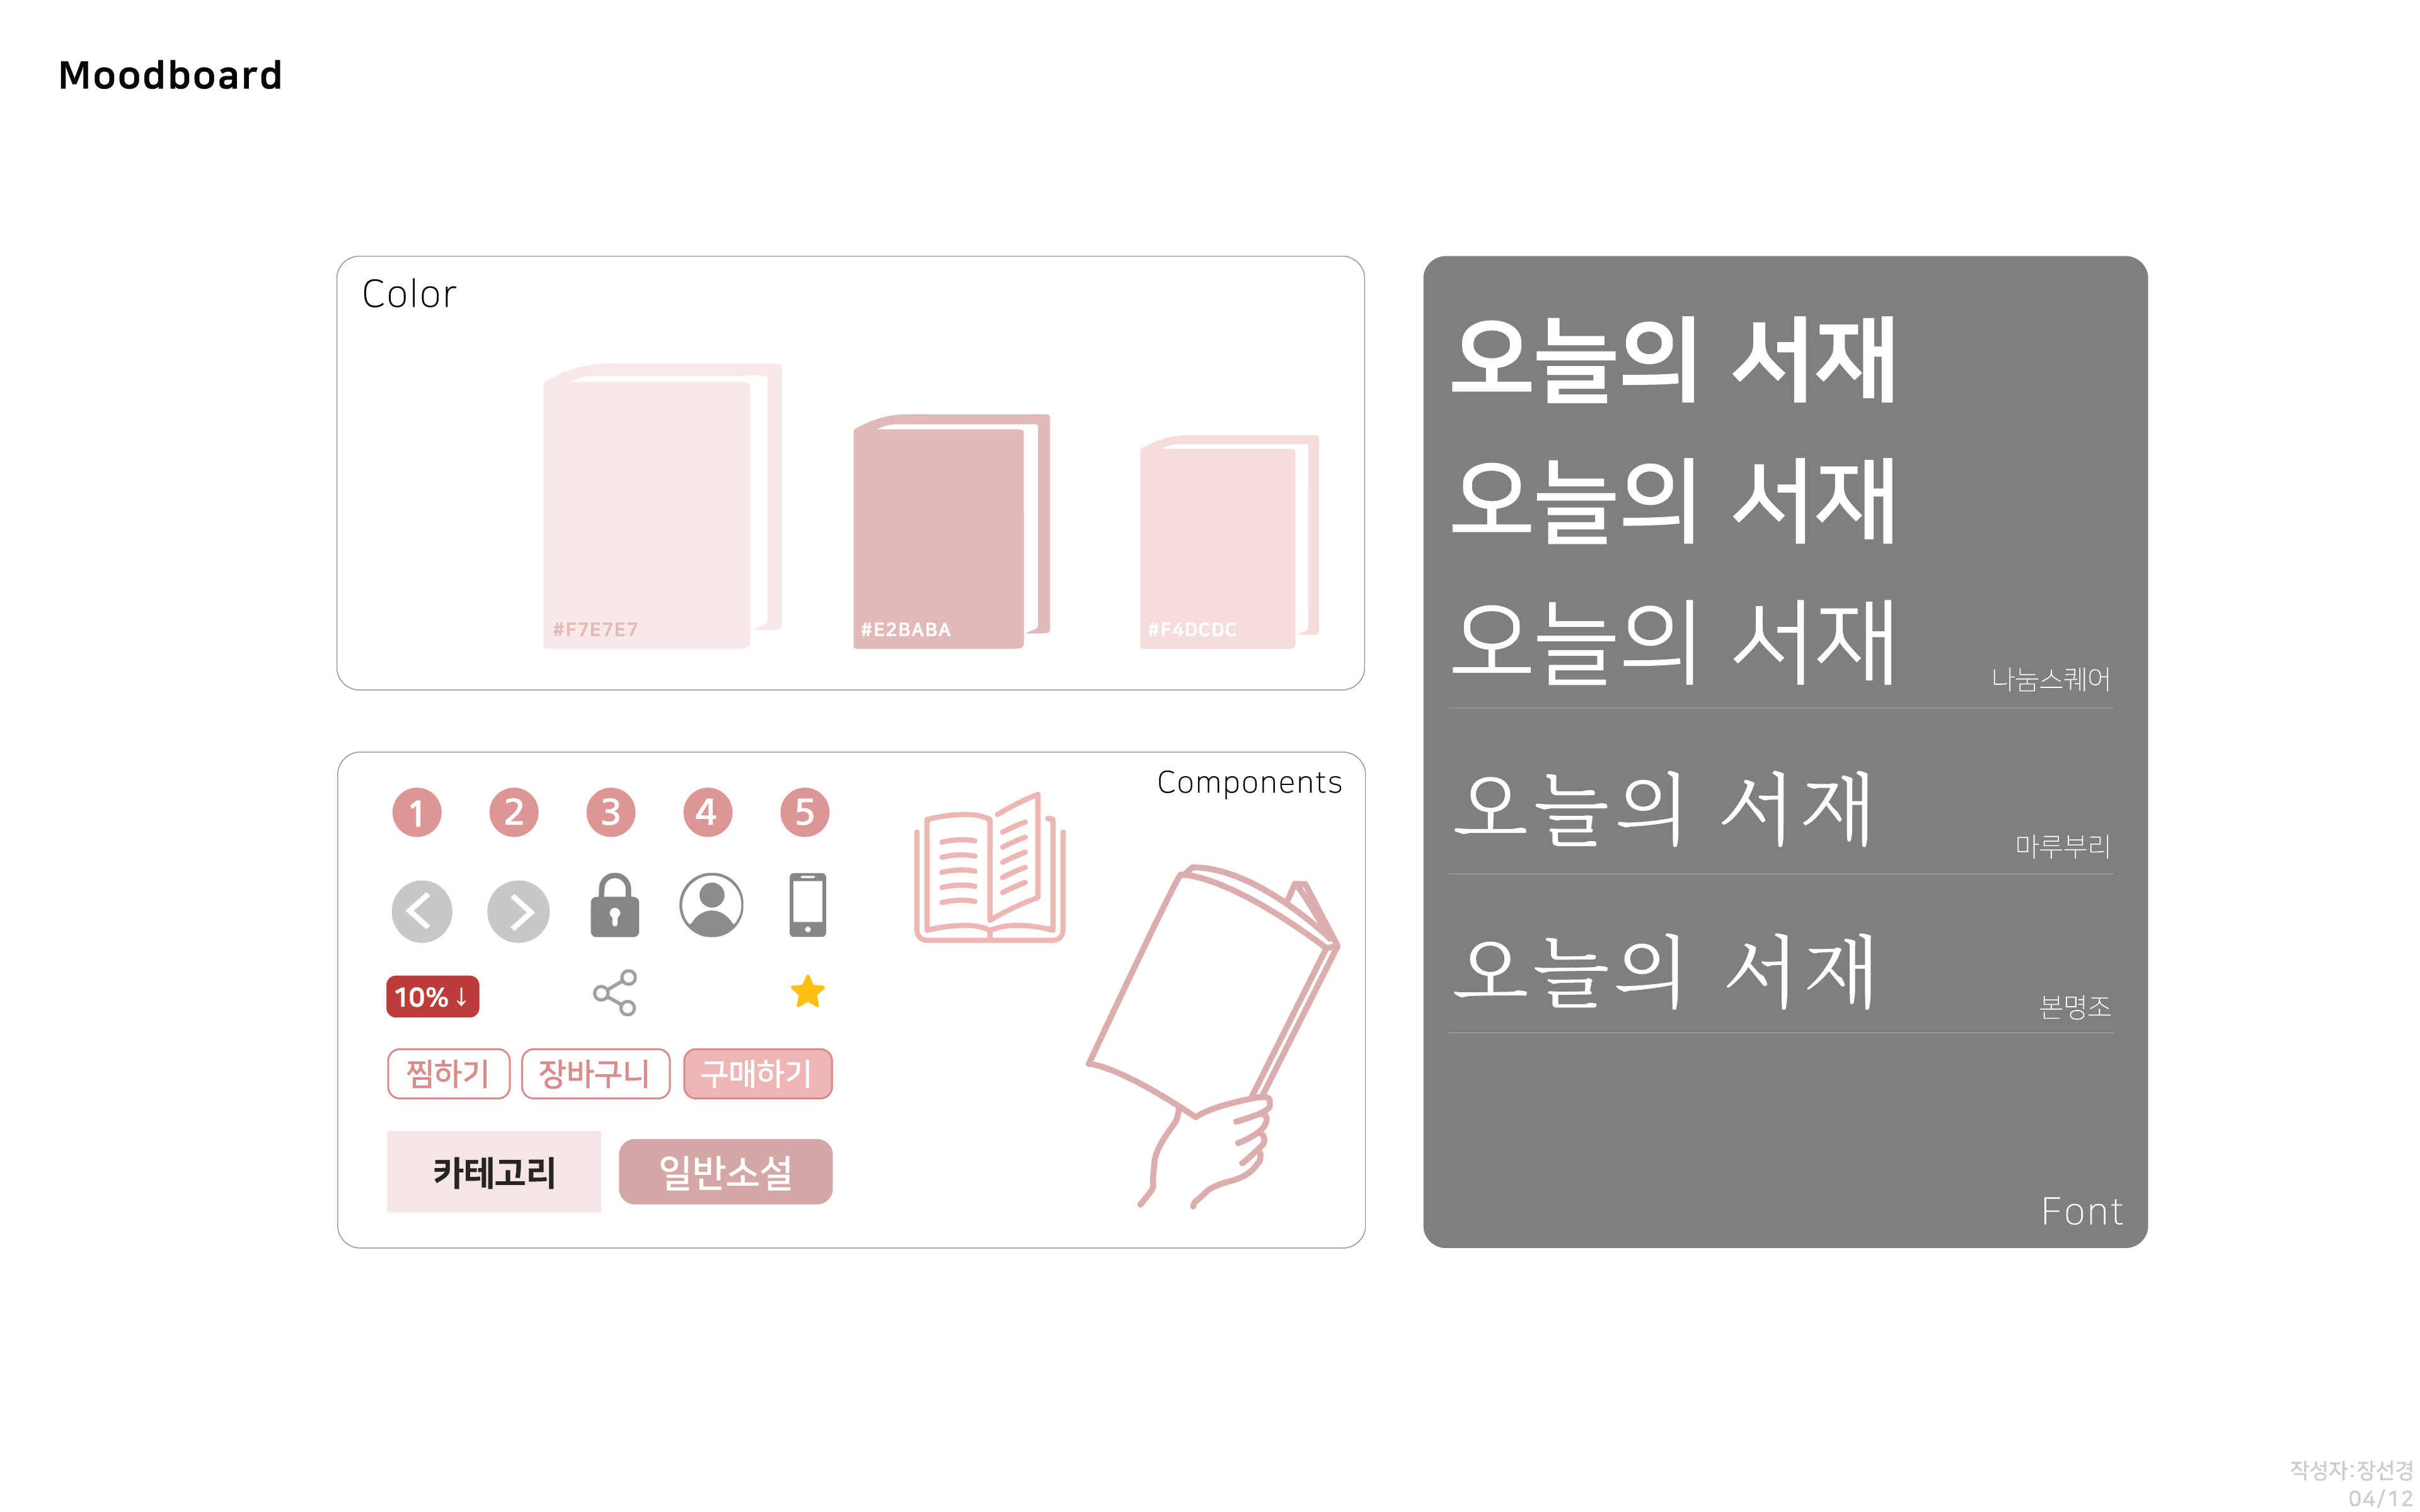 Moodboard
Color
#F7E7E7
#E2BABA
#F4DCDC
Components
1 2 3 4 5
10% ↓
찜하기 장바구니 구매하기
카테고리 일반소설
오늘의 서재
오늘의 서재
오늘의 서재
나눔스퀘어
오늘의 서재
마루부리
오늘의 서재
본명조
Font
작성자:장선경
04/12